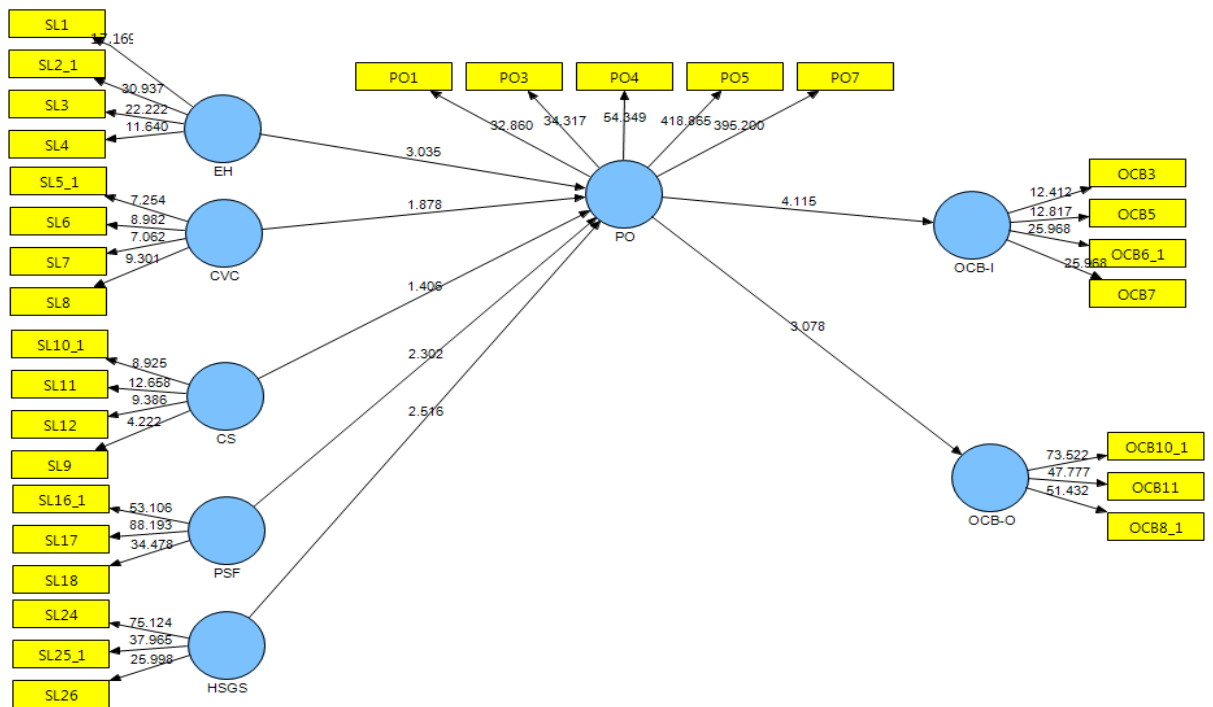 SL1
17.169
SL2_1
30.937
SL3
22.222
SL4
11.640
EH
SL5_1
7.254
SL6
8.982
SL7
7.062
SL8
9.301
CVC
SL10_1
8.925
SL11
12.658
SL12
9.386
SL9
4.222
CS
SL16_1
53.106
SL17
88.193
SL18
34.478
PSF
SL24
75.124
SL25_1
37.965
SL26
25.998
HSGS
3.035
1.878
1.406
2.302
2.516
PO1
PO3
PO4
PO5
PO7
32.860
34.317
54.349
418.865
395.200
PO
4.115
3.078
OCB-I
12.412
OCB3
12.817
OCB5
25.968
OCB6_1
25.968
OCB7
OCB-O
73.522
OCB10_1
47.777
OCB11
51.432
OCB8_1